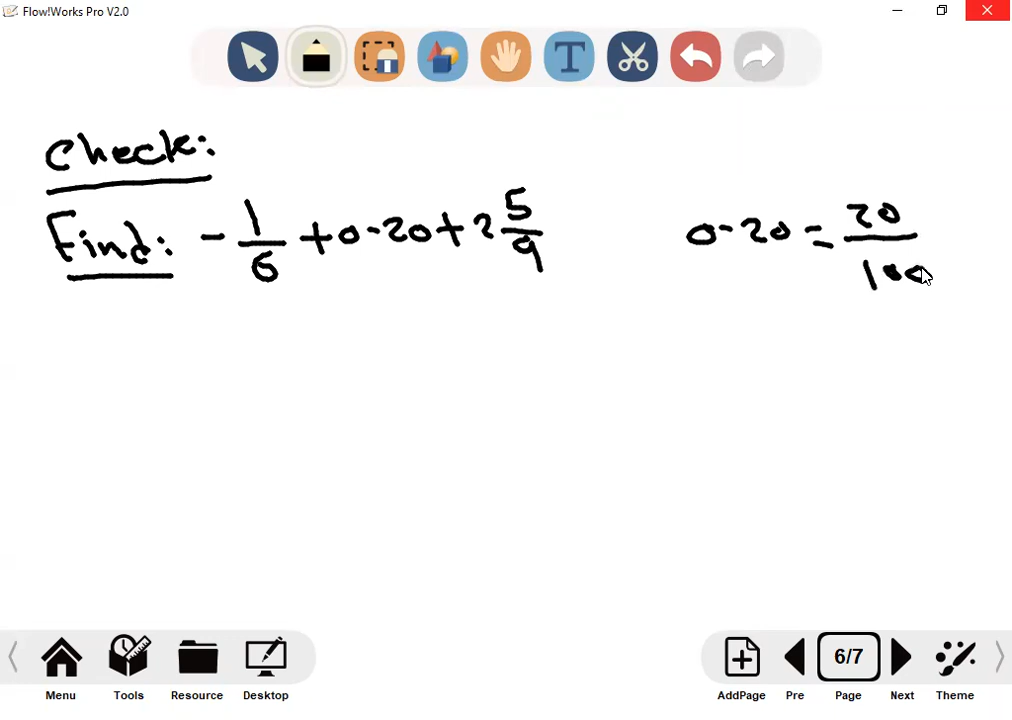 Flow!Works Pro V2.0
Check:
Find: -1/6 + 0.20 + 2 5/9
0.20 = 20/100
6/7
Menu Tools Resource Desktop AddPage Pre Page Next Theme